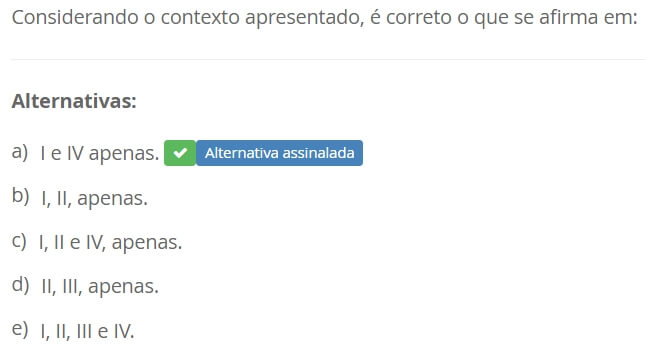 Considerando o contexto apresentado, é correto o que se afirma em:
Alternativas:
a) I e IV apenas. Alternativa assinalada
b) I, II, apenas.
c) I, II e IV, apenas.
d) II, III, apenas.
e) I, II, III e IV.